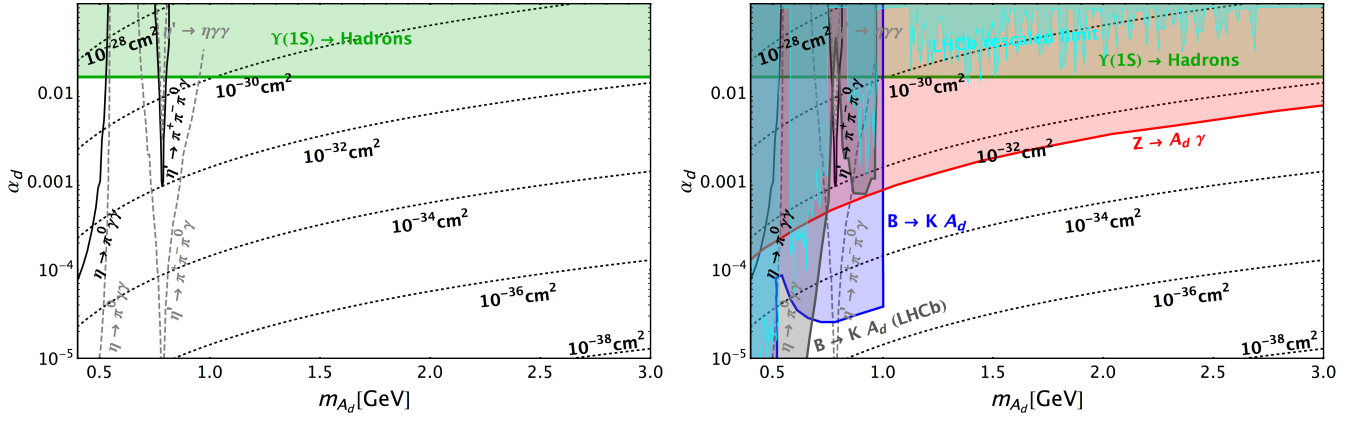 10⁻²⁸cm²
η' → ηγγ
ϒ(1S) → Hadrons
10⁻³⁰cm²
η' → π⁺π⁻π⁰γ
10⁻³²cm²
η → π⁰γγ
10⁻³⁴cm²
η' → π⁺π⁻π⁰γ
10⁻³⁶cm²
η → π⁰γγ
10⁻³⁸cm²
0.01
0.001
10⁻⁴
10⁻⁵
α_d
0.5 1.0 1.5 2.0 2.5 3.0
m_{A_d}[GeV]
10⁻²⁸cm²
LHCb rescaled limit
ϒ(1S) → Hadrons
10⁻³⁰cm²
η' → π⁺π⁻π⁰γ
10⁻³²cm²
Z → A_d γ
η → π⁰γγ
B → K A_d
10⁻³⁴cm²
η' → π⁺π⁻π⁰γ
10⁻³⁶cm²
η → π⁰γγ
B → K A_d (LHCb)
10⁻³⁸cm²
0.01
0.001
10⁻⁴
10⁻⁵
α_d
0.5 1.0 1.5 2.0 2.5 3.0
m_{A_d}[GeV]